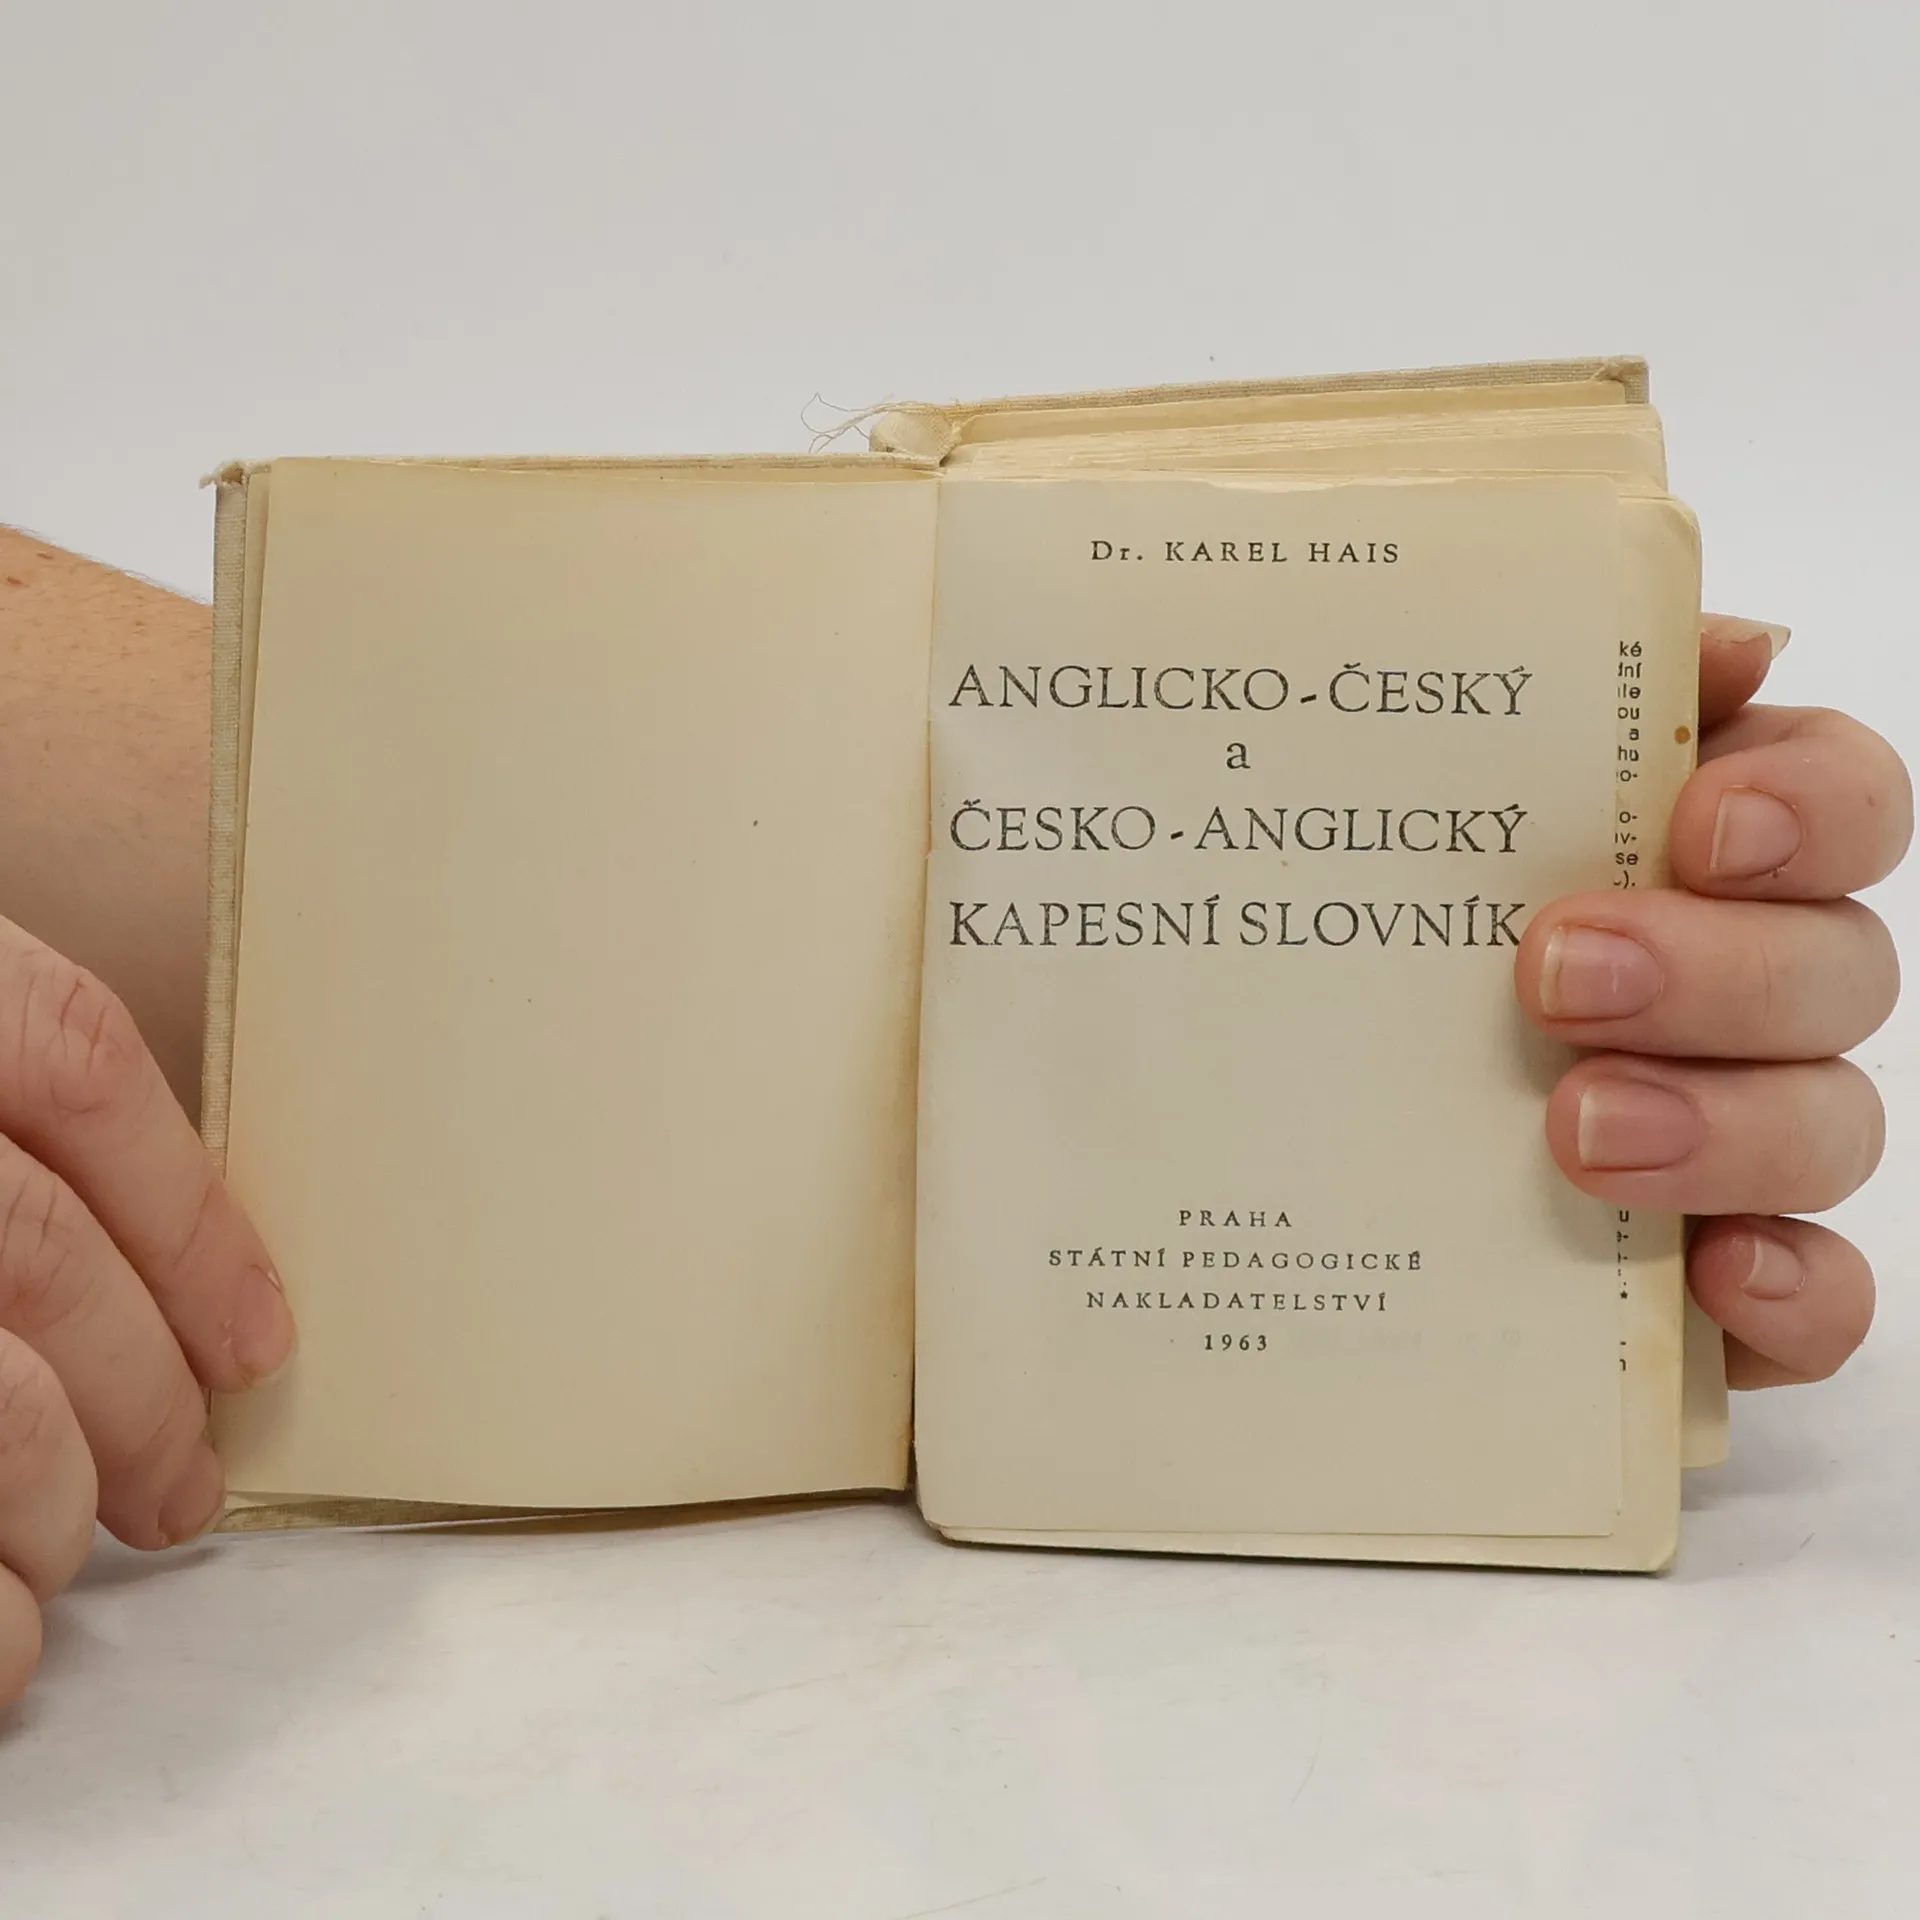 Dr. KAREL HAIS
ANGLICKO-ČESKÝ
a
ČESKO-ANGLICKÝ
KAPESNÍ SLOVNÍK
PRAHA
STÁTNÍ PEDAGOGICKÉ
NAKLADATELSTVÍ
1963